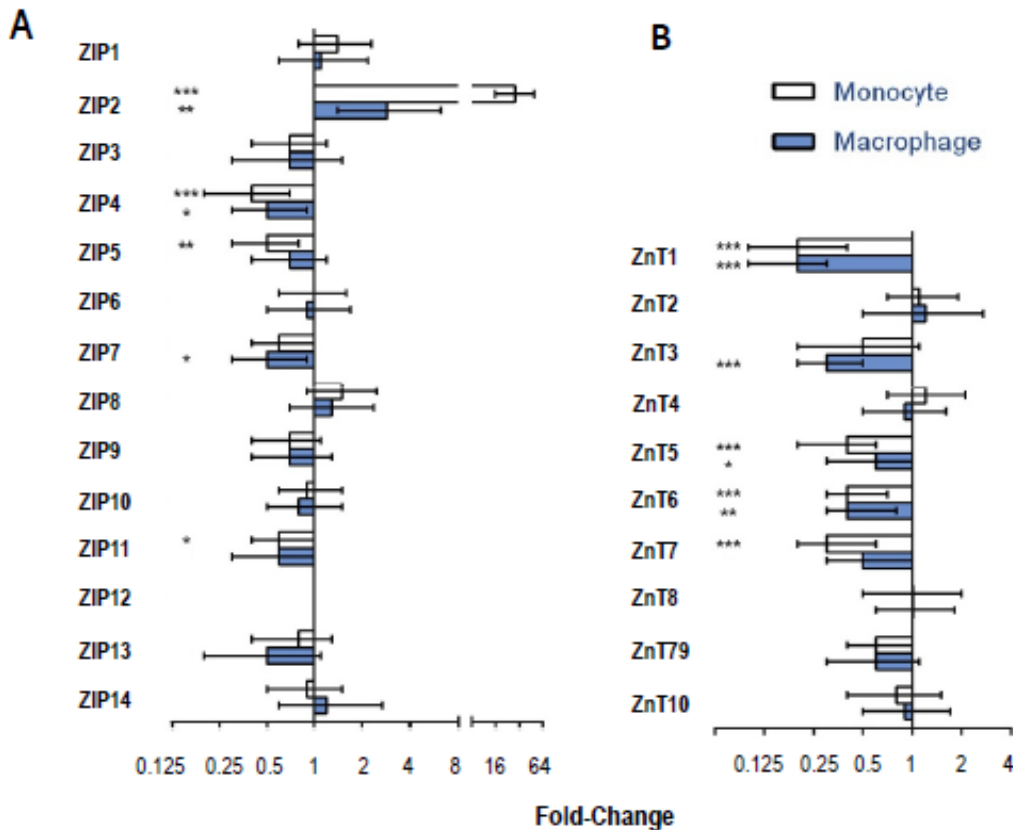 A
ZIP1
ZIP2
***
**
ZIP3
ZIP4
***
*
ZIP5
**
ZIP6
ZIP7
*
ZIP8
ZIP9
ZIP10
ZIP11
*
ZIP12
ZIP13
ZIP14
0.125 0.25 0.5 1 2 4 8 16 64
B
Monocyte
Macrophage
ZnT1
***
***
ZnT2
ZnT3
***
ZnT4
ZnT5
***
*
ZnT6
***
**
ZnT7
***
ZnT8
ZnT79
ZnT10
0.125 0.25 0.5 1 2 4
Fold-Change